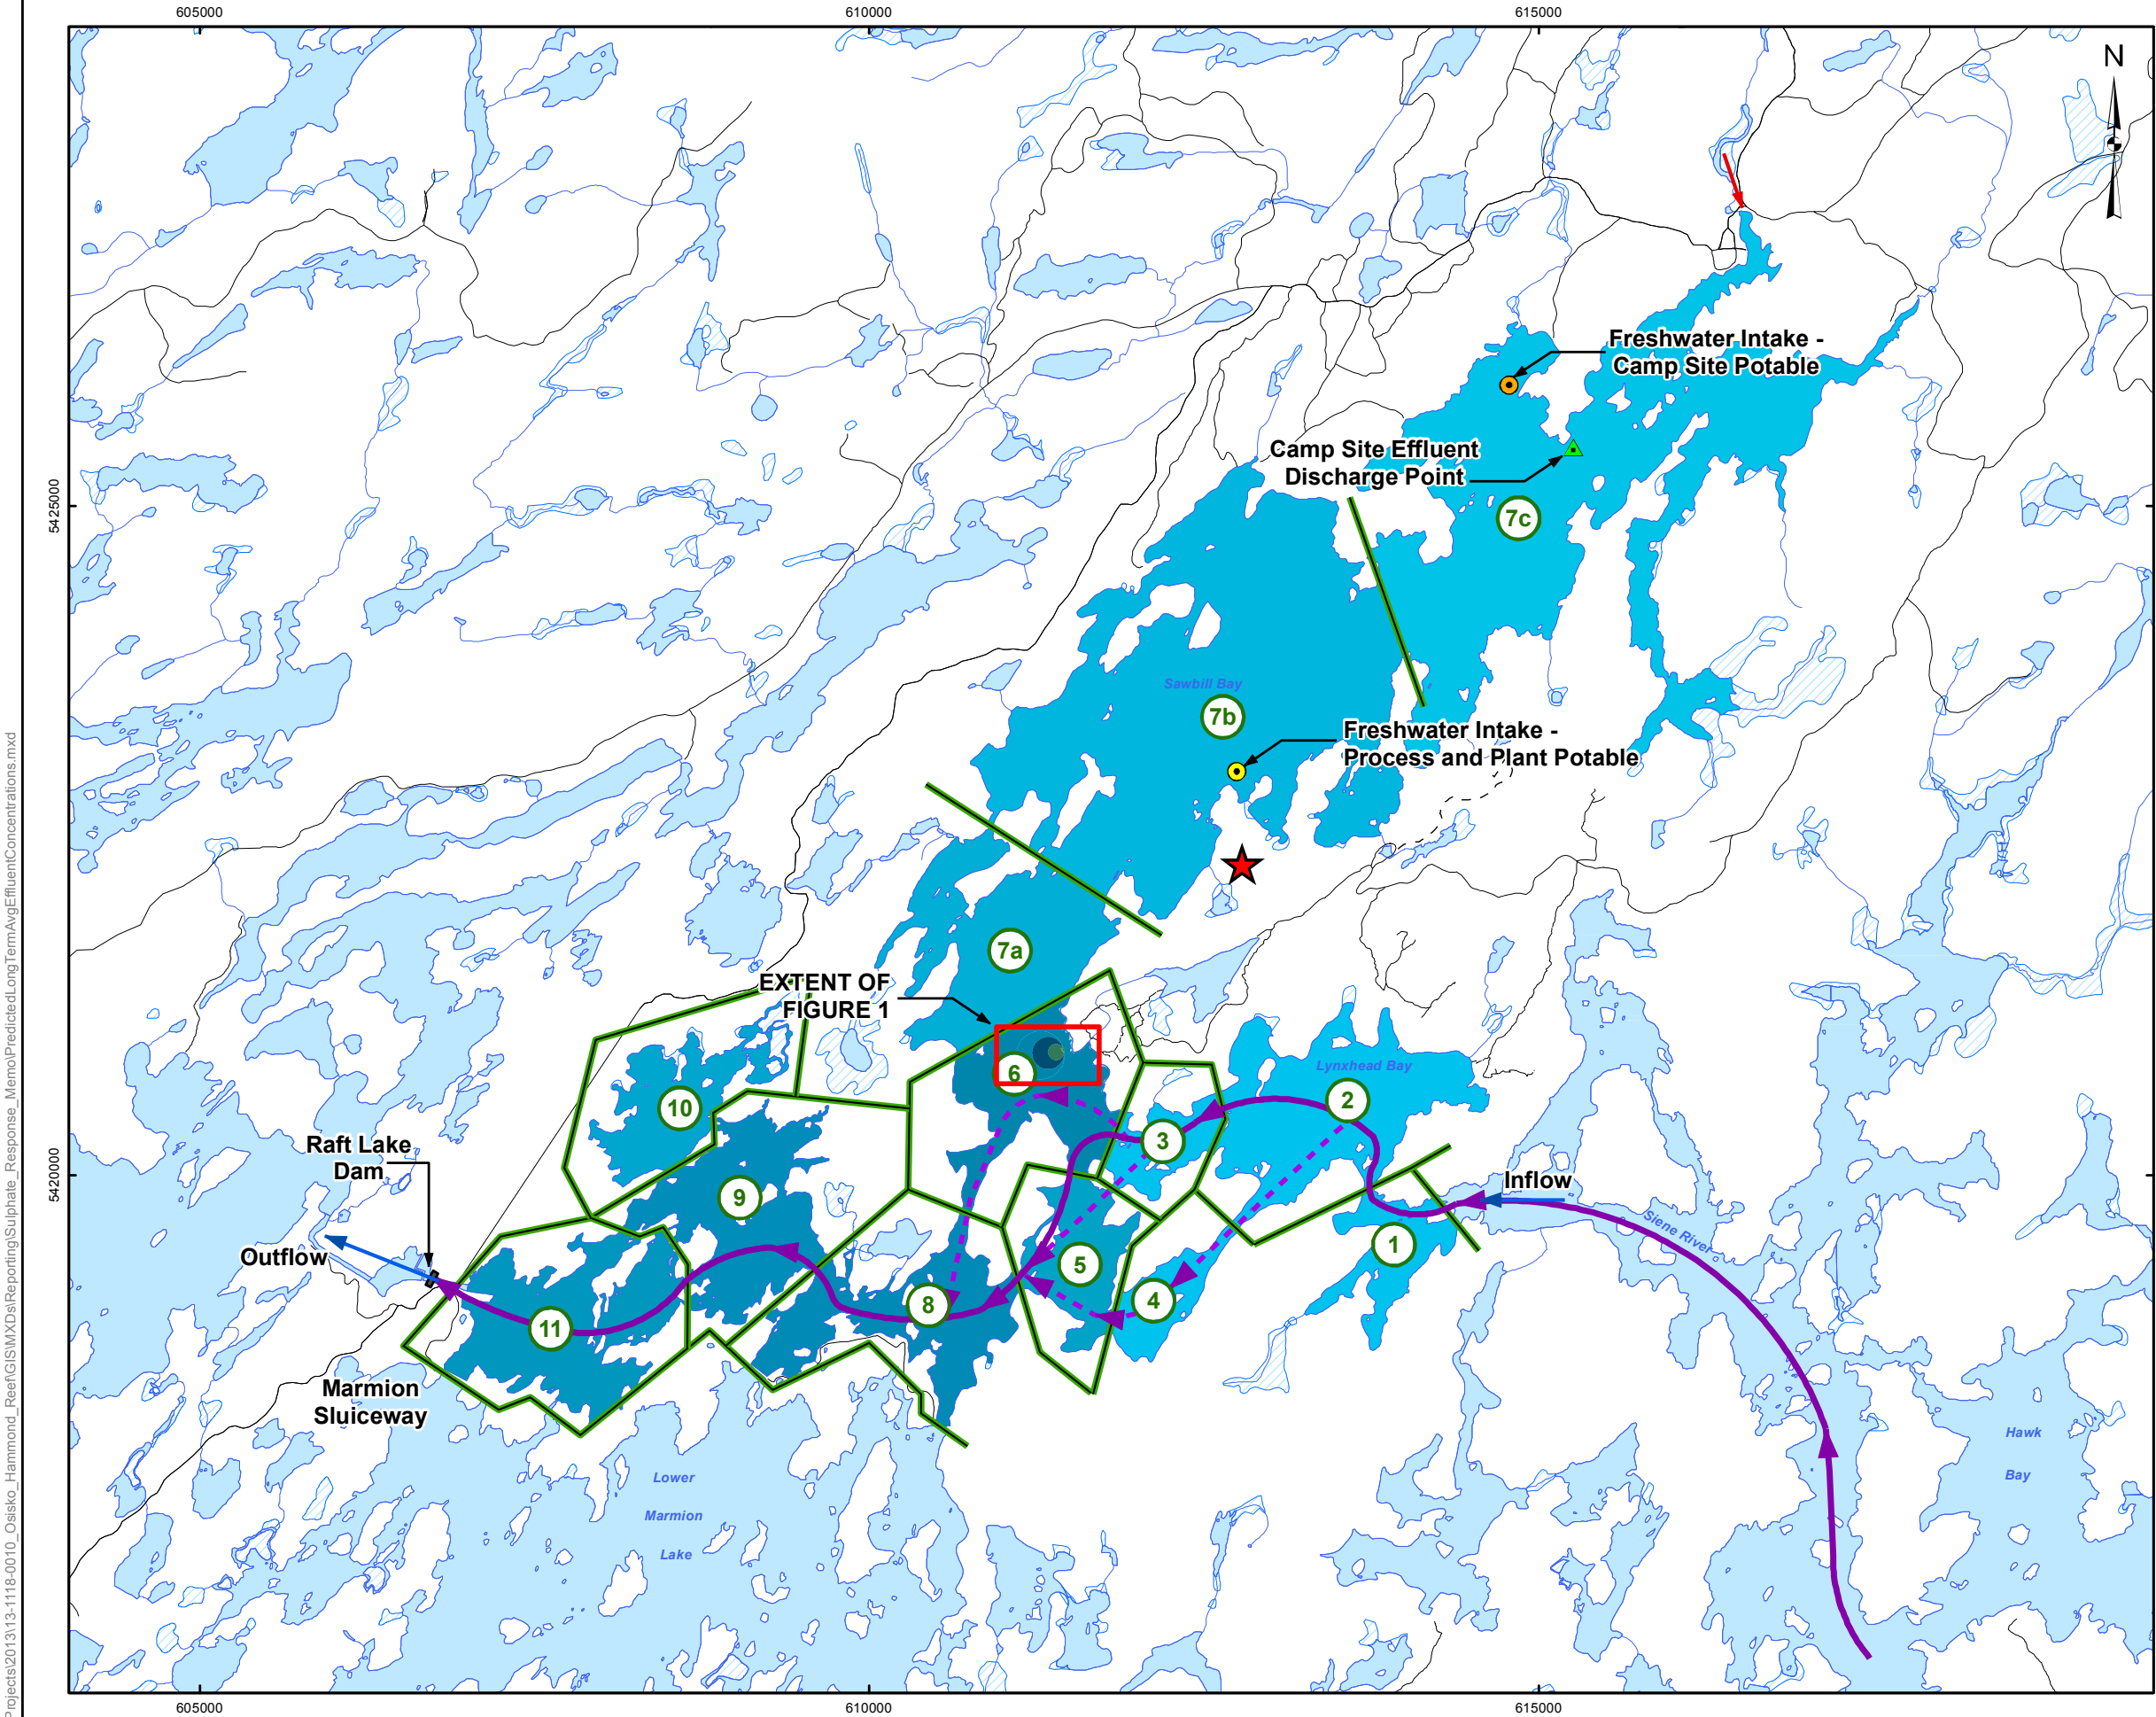 605000
610000
615000
N
Freshwater Intake -
Camp Site Potable
Camp Site Effluent
Discharge Point
5425000
7c
Sawbill Bay
7b
Freshwater Intake -
Process and Plant Potable
7a
EXTENT OF
FIGURE 1
6
Lynxhead Bay
2
10
3
Raft Lake
Dam
5420000
9
Inflow
Siene River
Outflow
1
5
4
8
11
Marmion
Sluiceway
Hawk
Bay
Lower
Marmion
Lake
605000
610000
615000
Projects\2013\13-1118-0010_Osisko_Hammond_Reef\GIS\MXDs\Reporting\Sulphate_Response_Memo\PredictedLongTermAvgEffluentConcentrations.mxd